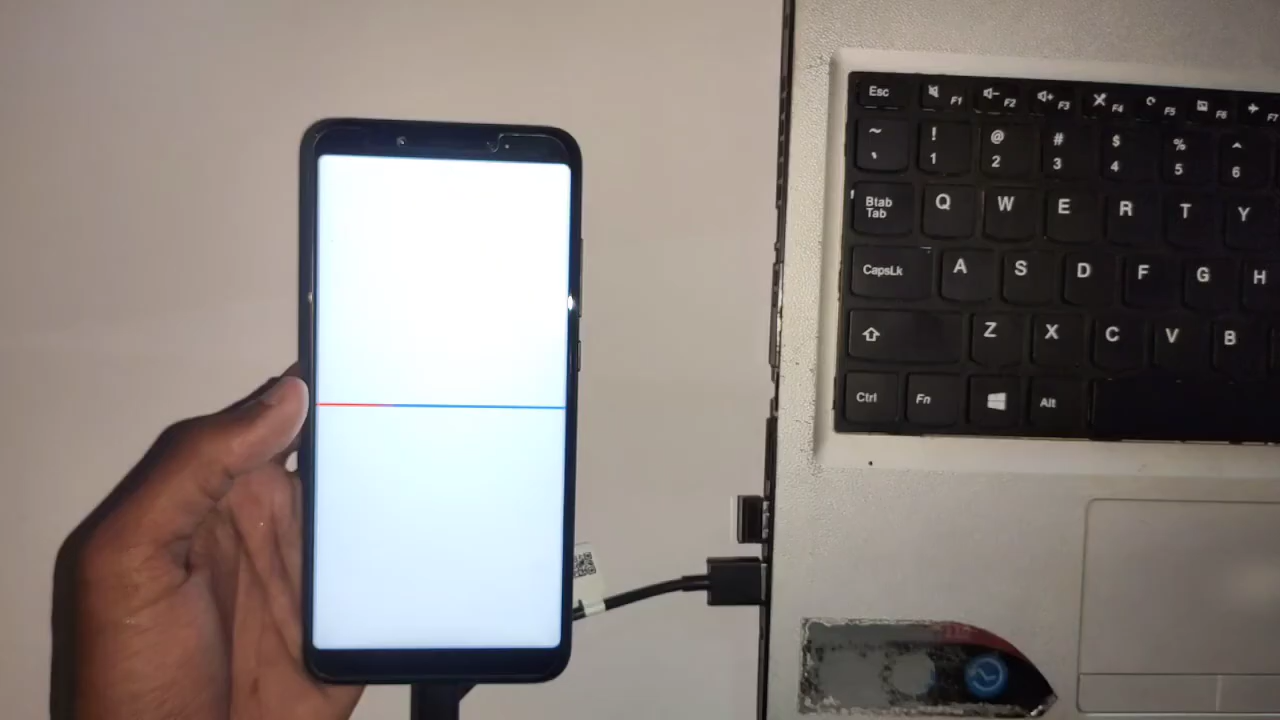 Esc F1 F2 F3 F4 F5 F6 F7
~ ! @ # $ % ^
` 1 2 3 4 5 6
Btab
Tab Q W E R T Y
CapsLk A S D F G H
Z X C V B
Ctrl Fn Alt